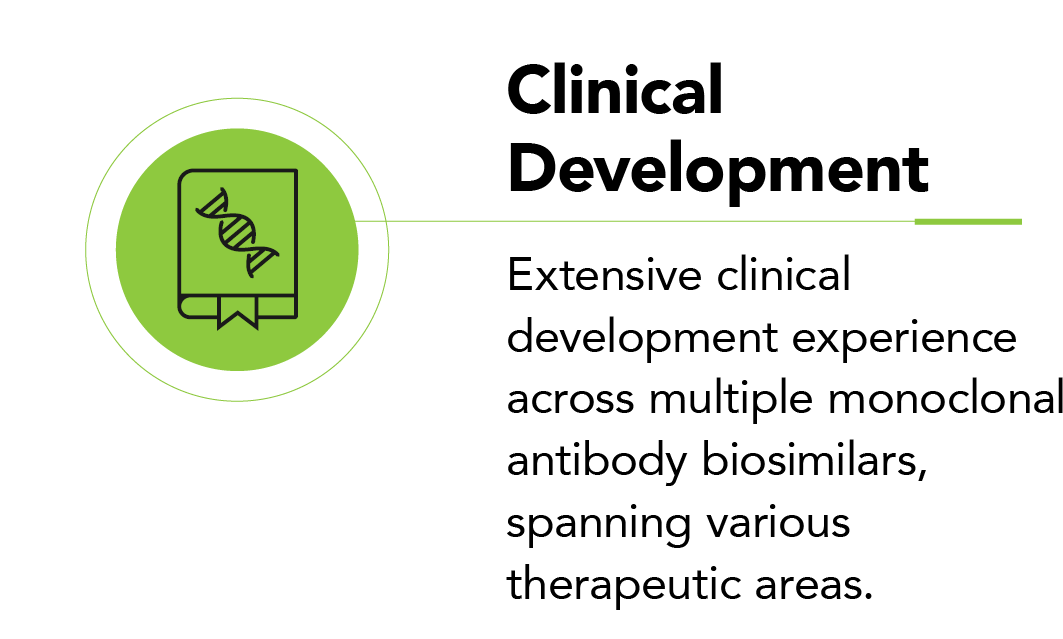 Clinical
Development
Extensive clinical
development experience
across multiple monoclonal
antibody biosimilars,
spanning various
therapeutic areas.